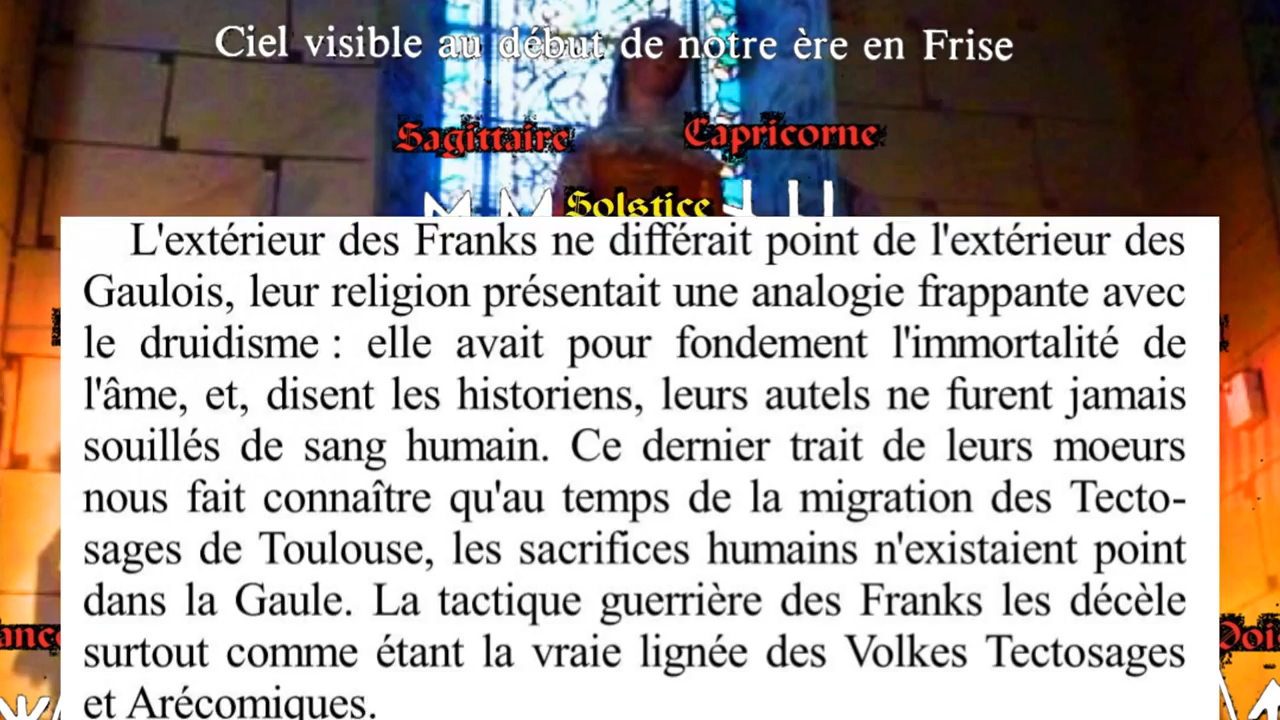 Ciel visible au début de notre ère en Frise
Sagittaire Capricorne
Solstice
L'extérieur des Franks ne différait point de l'extérieur des
Gaulois, leur religion présentait une analogie frappante avec
le druidisme : elle avait pour fondement l'immortalité de
l'âme, et, disent les historiens, leurs autels ne furent jamais
souillés de sang humain. Ce dernier trait de leurs moeurs
nous fait connaître qu'au temps de la migration des Tecto-
sages de Toulouse, les sacrifices humains n'existaient point
dans la Gaule. La tactique guerrière des Franks les décèle
surtout comme étant la vraie lignée des Volkes Tectosages
et Arécomiques.